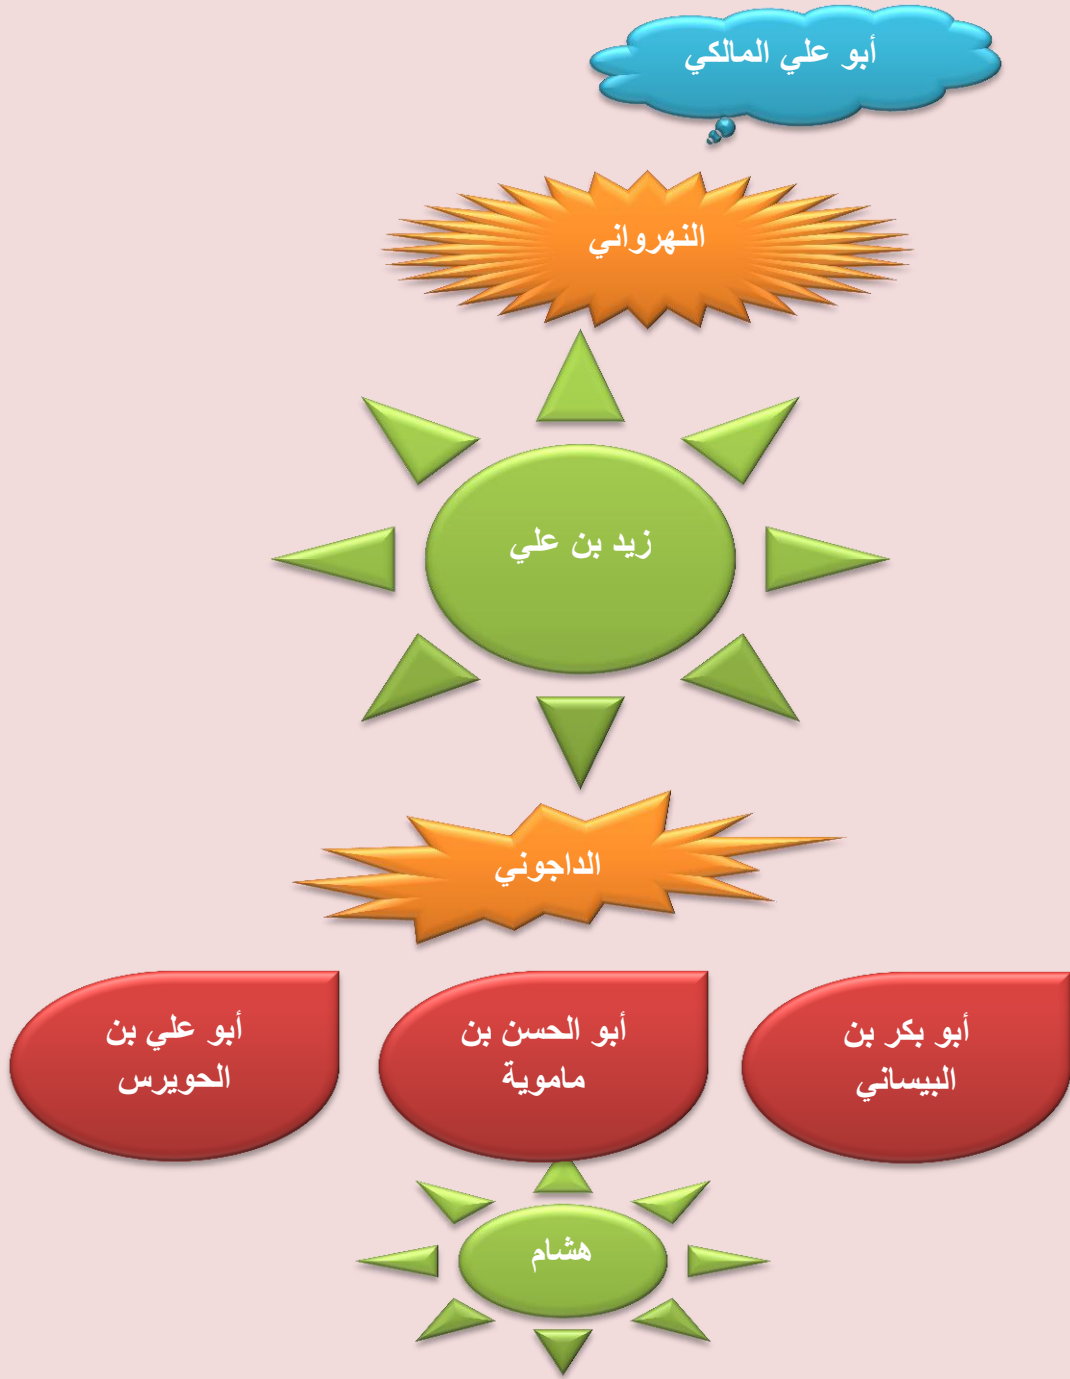 أبو علي المالكي
النهرواني
زيد بن علي
الداجوني
أبو بكر بن
البيساني
أبو الحسن بن
ماموية
أبو علي بن
الحويرس
هشام